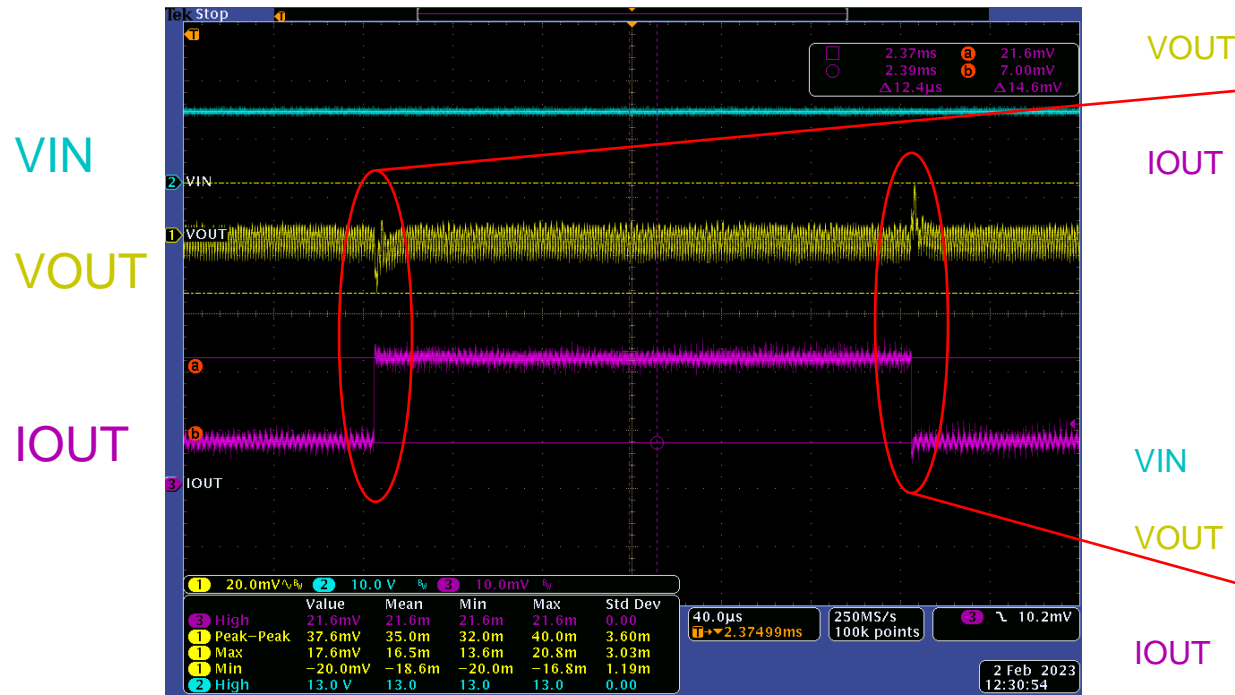 Tek Stop
T
T
2.37ms a 21.6mV
2.39ms b 7.00mV
Δ12.4µs Δ14.6mV
VOUT
IOUT
VIN
2 VIN
1 VOUT
VOUT
a
b
IOUT
3 IOUT
VIN
VOUT
IOUT
1 20.0mV∿BW 2 10.0 V BW 3 10.0mV BW
Value Mean Min Max Std Dev
3 High 21.6mV 21.6m 21.6m 21.6m 0.00
1 Peak-Peak 37.6mV 35.0m 32.0m 40.0m 3.60m
1 Max 17.6mV 16.5m 13.6m 20.8m 3.03m
1 Min −20.0mV −18.6m −20.0m −16.8m 1.19m
2 High 13.0 V 13.0 13.0 13.0 0.00
40.0µs
T→▼2.37499ms
250MS/s
100k points
3 ↘ 10.2mV
2 Feb 2023
12:30:54